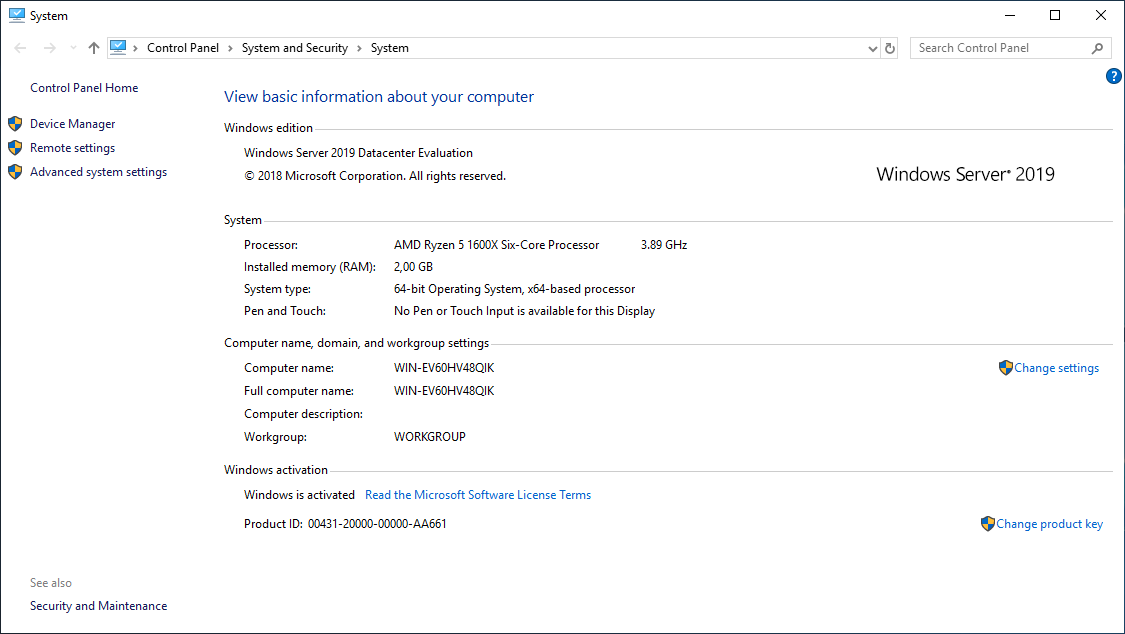 System
Control Panel > System and Security > System
Search Control Panel
Control Panel Home
Device Manager
Remote settings
Advanced system settings
?
View basic information about your computer
Windows edition
Windows Server 2019 Datacenter Evaluation
© 2018 Microsoft Corporation. All rights reserved.
Windows Server® 2019
System
Processor: AMD Ryzen 5 1600X Six-Core Processor 3.89 GHz
Installed memory (RAM): 2,00 GB
System type: 64-bit Operating System, x64-based processor
Pen and Touch: No Pen or Touch Input is available for this Display
Computer name, domain, and workgroup settings
Computer name: WIN-EV60HV48QIK
Change settings
Full computer name: WIN-EV60HV48QIK
Computer description:
Workgroup: WORKGROUP
Windows activation
Windows is activated Read the Microsoft Software License Terms
Product ID: 00431-20000-00000-AA661
Change product key
See also
Security and Maintenance